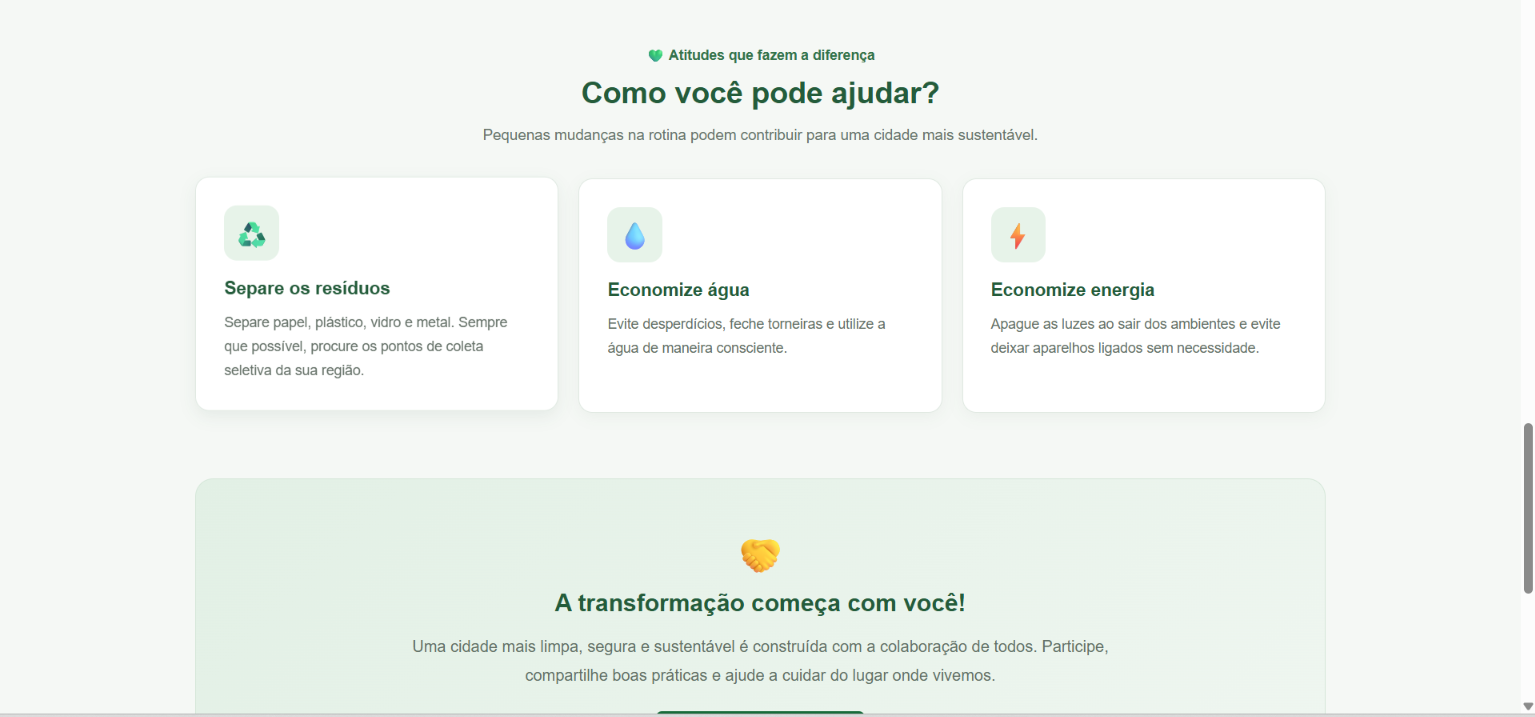 Atitudes que fazem a diferença
Como você pode ajudar?
Pequenas mudanças na rotina podem contribuir para uma cidade mais sustentável.
Separe os resíduos
Separe papel, plástico, vidro e metal. Sempre
que possível, procure os pontos de coleta
seletiva da sua região.
Economize água
Evite desperdícios, feche torneiras e utilize a
água de maneira consciente.
Economize energia
Apague as luzes ao sair dos ambientes e evite
deixar aparelhos ligados sem necessidade.
A transformação começa com você!
Uma cidade mais limpa, segura e sustentável é construída com a colaboração de todos. Participe,
compartilhe boas práticas e ajude a cuidar do lugar onde vivemos.